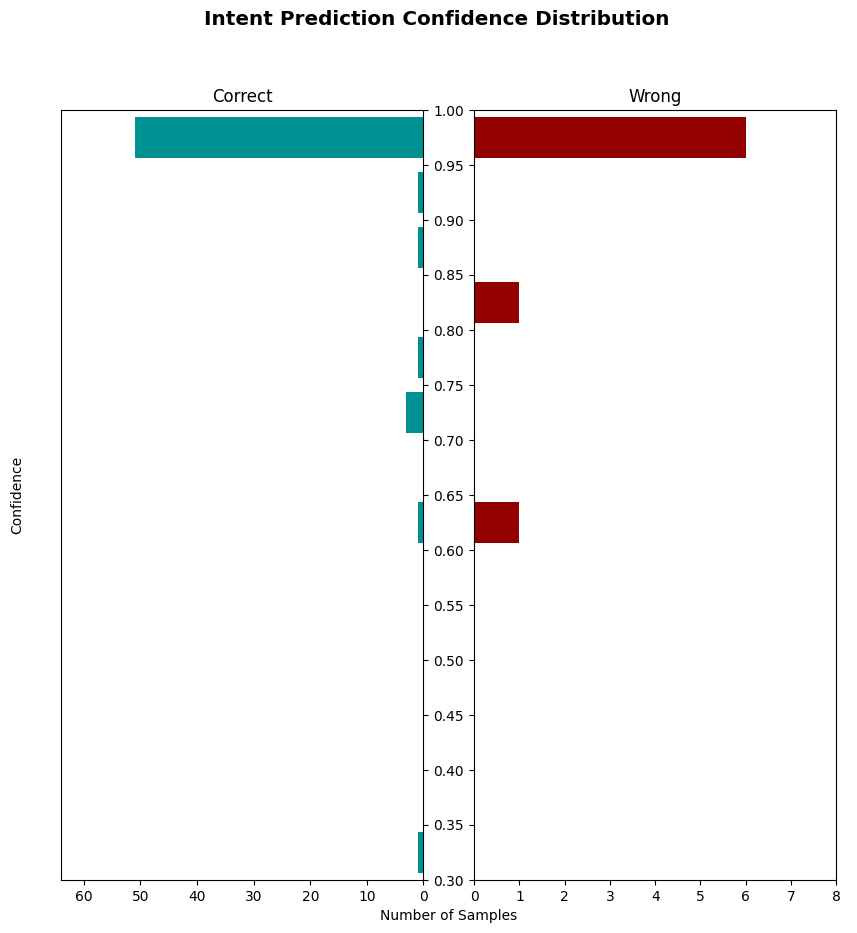 Intent Prediction Confidence Distribution
Correct
Wrong
1.00
0.95
0.90
0.85
0.80
0.75
0.70
0.65
0.60
0.55
0.50
0.45
0.40
0.35
0.30
Confidence
60 50 40 30 20 10 0
0 1 2 3 4 5 6 7 8
Number of Samples